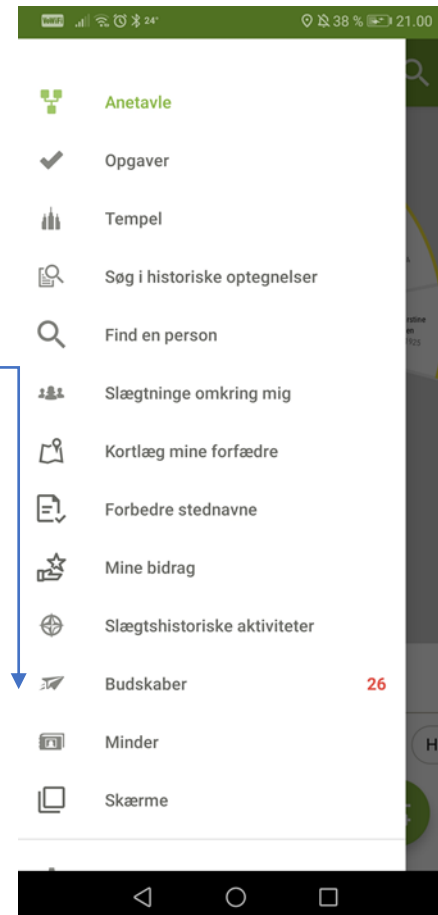 24°
38 %
21.00
Anetavle
Opgaver
Tempel
Søg i historiske optegnelser
Find en person
Slægtninge omkring mig
Kortlæg mine forfædre
Forbedre stednavne
Mine bidrag
Slægtshistoriske aktiviteter
Budskaber 26
Minder
Skærme
H